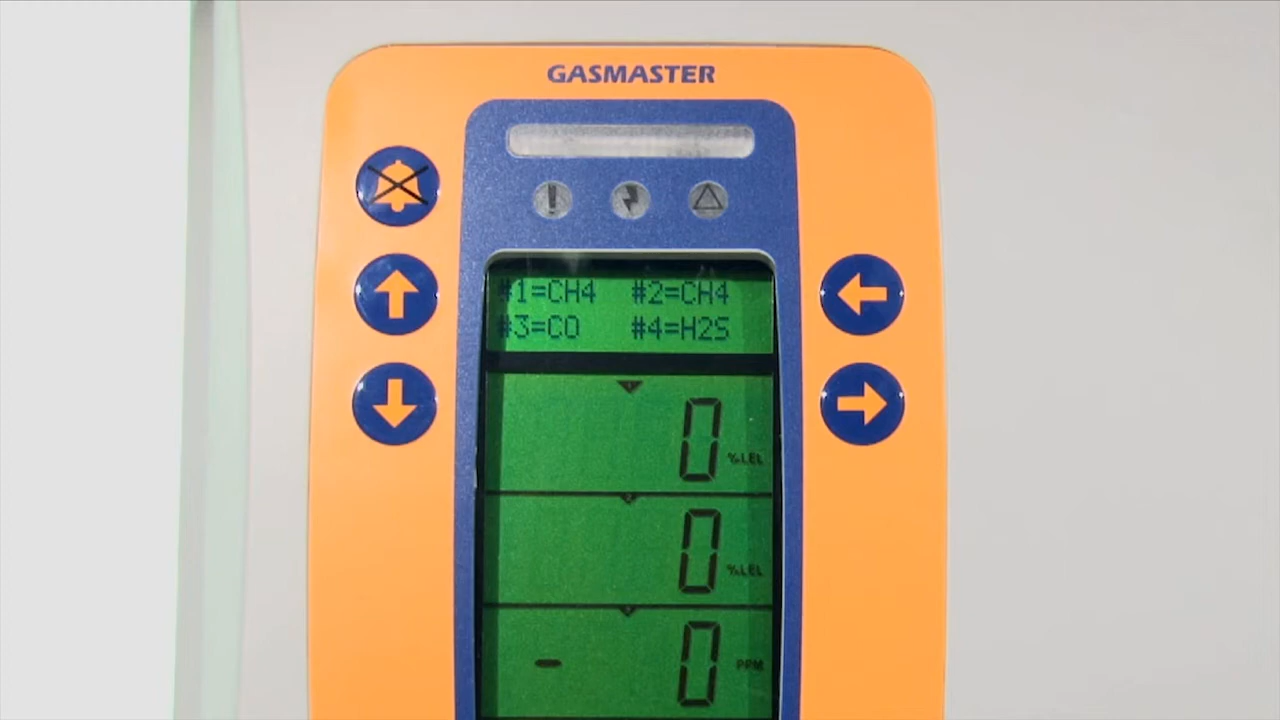 GASMASTER
#1=CH4 #2=CH4
#3=CO #4=H2S
0 %LEL
0 %LEL
- 0 PPM